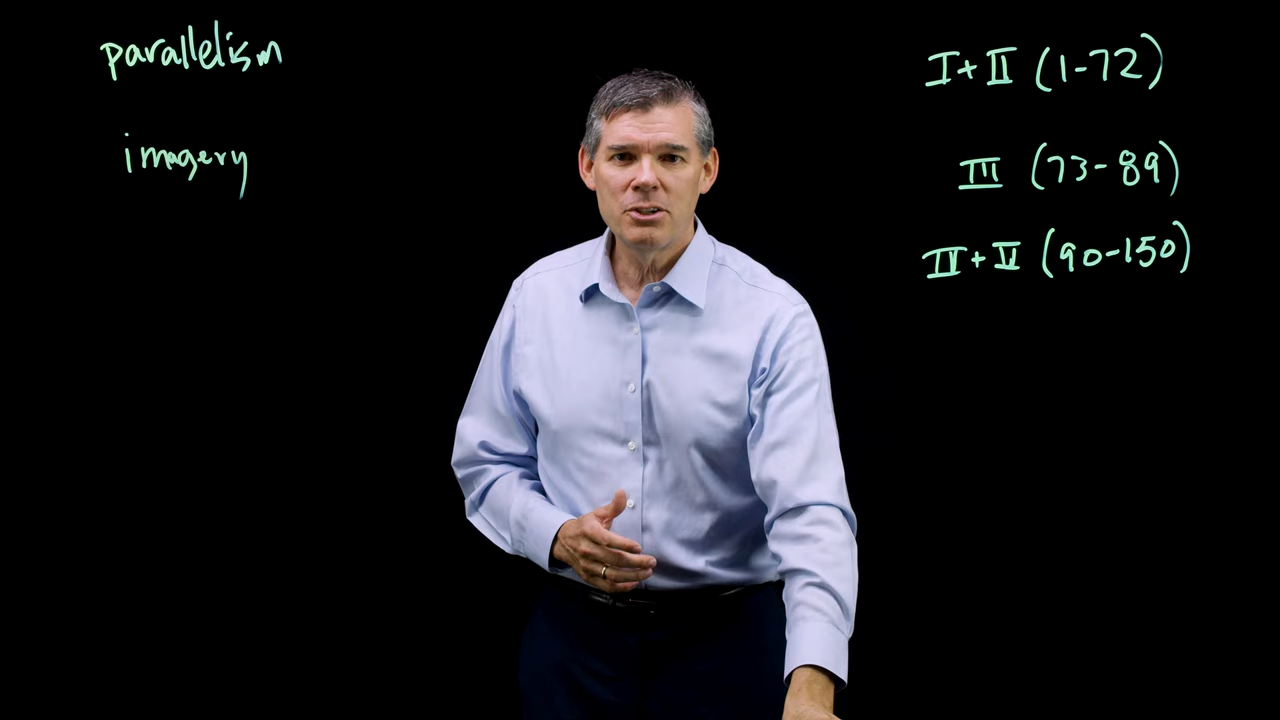 parallelism
imagery
I + II (1-72)
III (73-89)
IV + V (90-150)